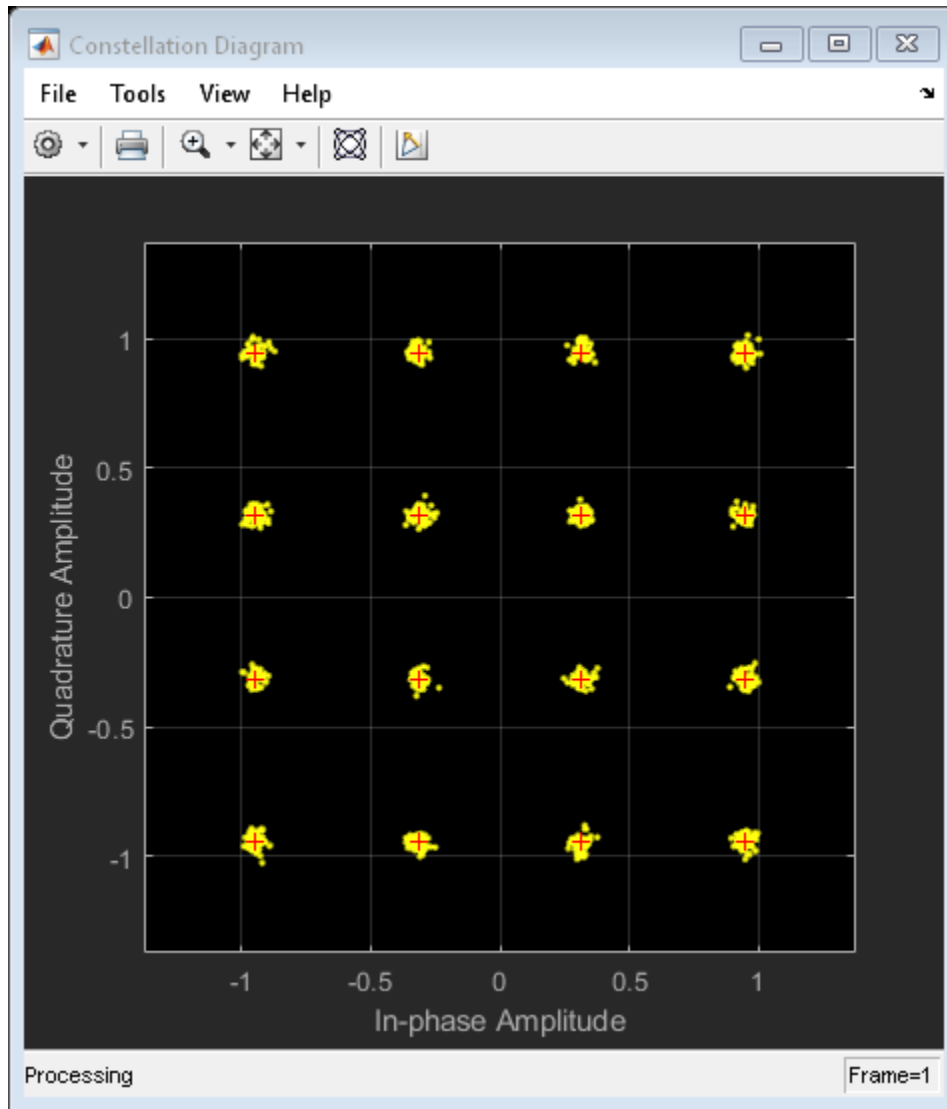 Constellation Diagram
File Tools View Help
1
0.5
0
-0.5
-1
Quadrature Amplitude
-1 -0.5 0 0.5 1
In-phase Amplitude
Processing Frame=1